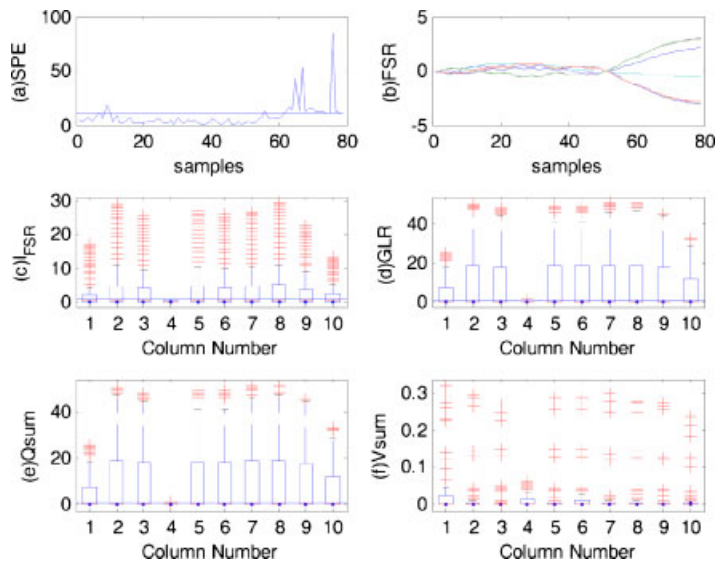 100
50
0
(a)SPE
0 20 40 60 80
samples
5
0
-5
(b)FSR
0 20 40 60 80
samples
30
20
10
0
(c)I_FSR
1 2 3 4 5 6 7 8 9 10
Column Number
40
20
0
(d)GLR
1 2 3 4 5 6 7 8 9 10
Column Number
40
20
0
(e)Qsum
1 2 3 4 5 6 7 8 9 10
Column Number
0.3
0.2
0.1
0
(f)Vsum
1 2 3 4 5 6 7 8 9 10
Column Number